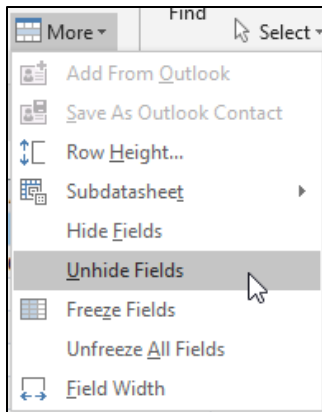 Find
More
Select
Add From Outlook
Save As Outlook Contact
Row Height...
Subdatasheet
Hide Fields
Unhide Fields
Freeze Fields
Unfreeze All Fields
Field Width